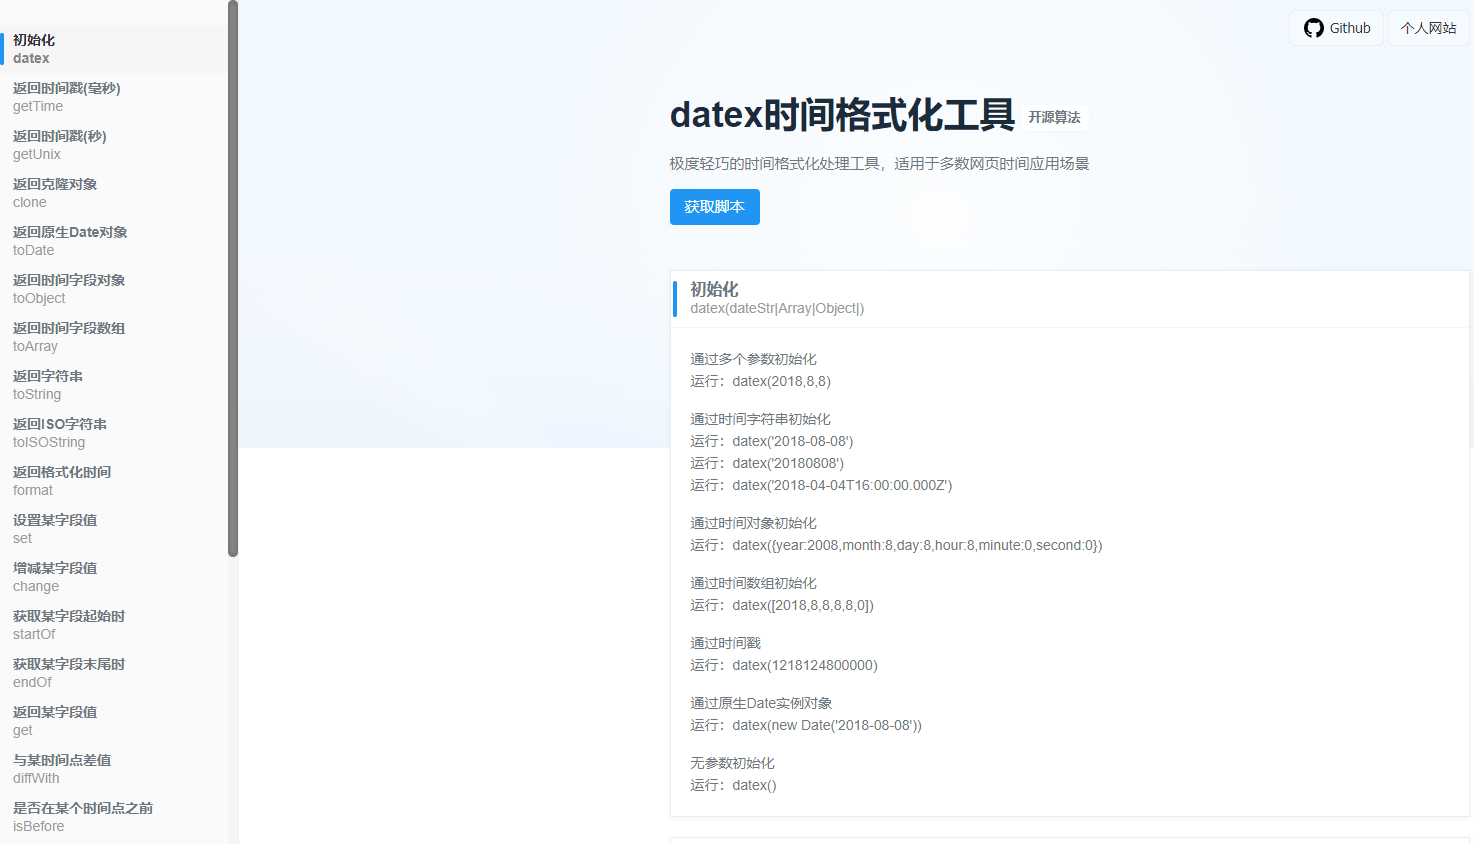 初始化
datex
返回时间戳(毫秒)
getTime
返回时间戳(秒)
getUnix
返回克隆对象
clone
返回原生Date对象
toDate
返回时间字段对象
toObject
返回时间字段数组
toArray
返回字符串
toString
返回ISO字符串
toISOString
返回格式化时间
format
设置某字段值
set
增减某字段值
change
获取某字段起始时
startOf
获取某字段末尾时
endOf
返回某字段值
get
与某时间点差值
diffWith
是否在某个时间点之前
isBefore
Github
个人网站
datex时间格式化工具 开源算法
极度轻巧的时间格式化处理工具，适用于多数网页时间应用场景
获取脚本
初始化
datex(dateStr|Array|Object|)
通过多个参数初始化
运行：datex(2018,8,8)
通过时间字符串初始化
运行：datex('2018-08-08')
运行：datex('20180808')
运行：datex('2018-04-04T16:00:00.000Z')
通过时间对象初始化
运行：datex({year:2008,month:8,day:8,hour:8,minute:0,second:0})
通过时间数组初始化
运行：datex([2018,8,8,8,8,0])
通过时间戳
运行：datex(1218124800000)
通过原生Date实例对象
运行：datex(new Date('2018-08-08'))
无参数初始化
运行：datex()